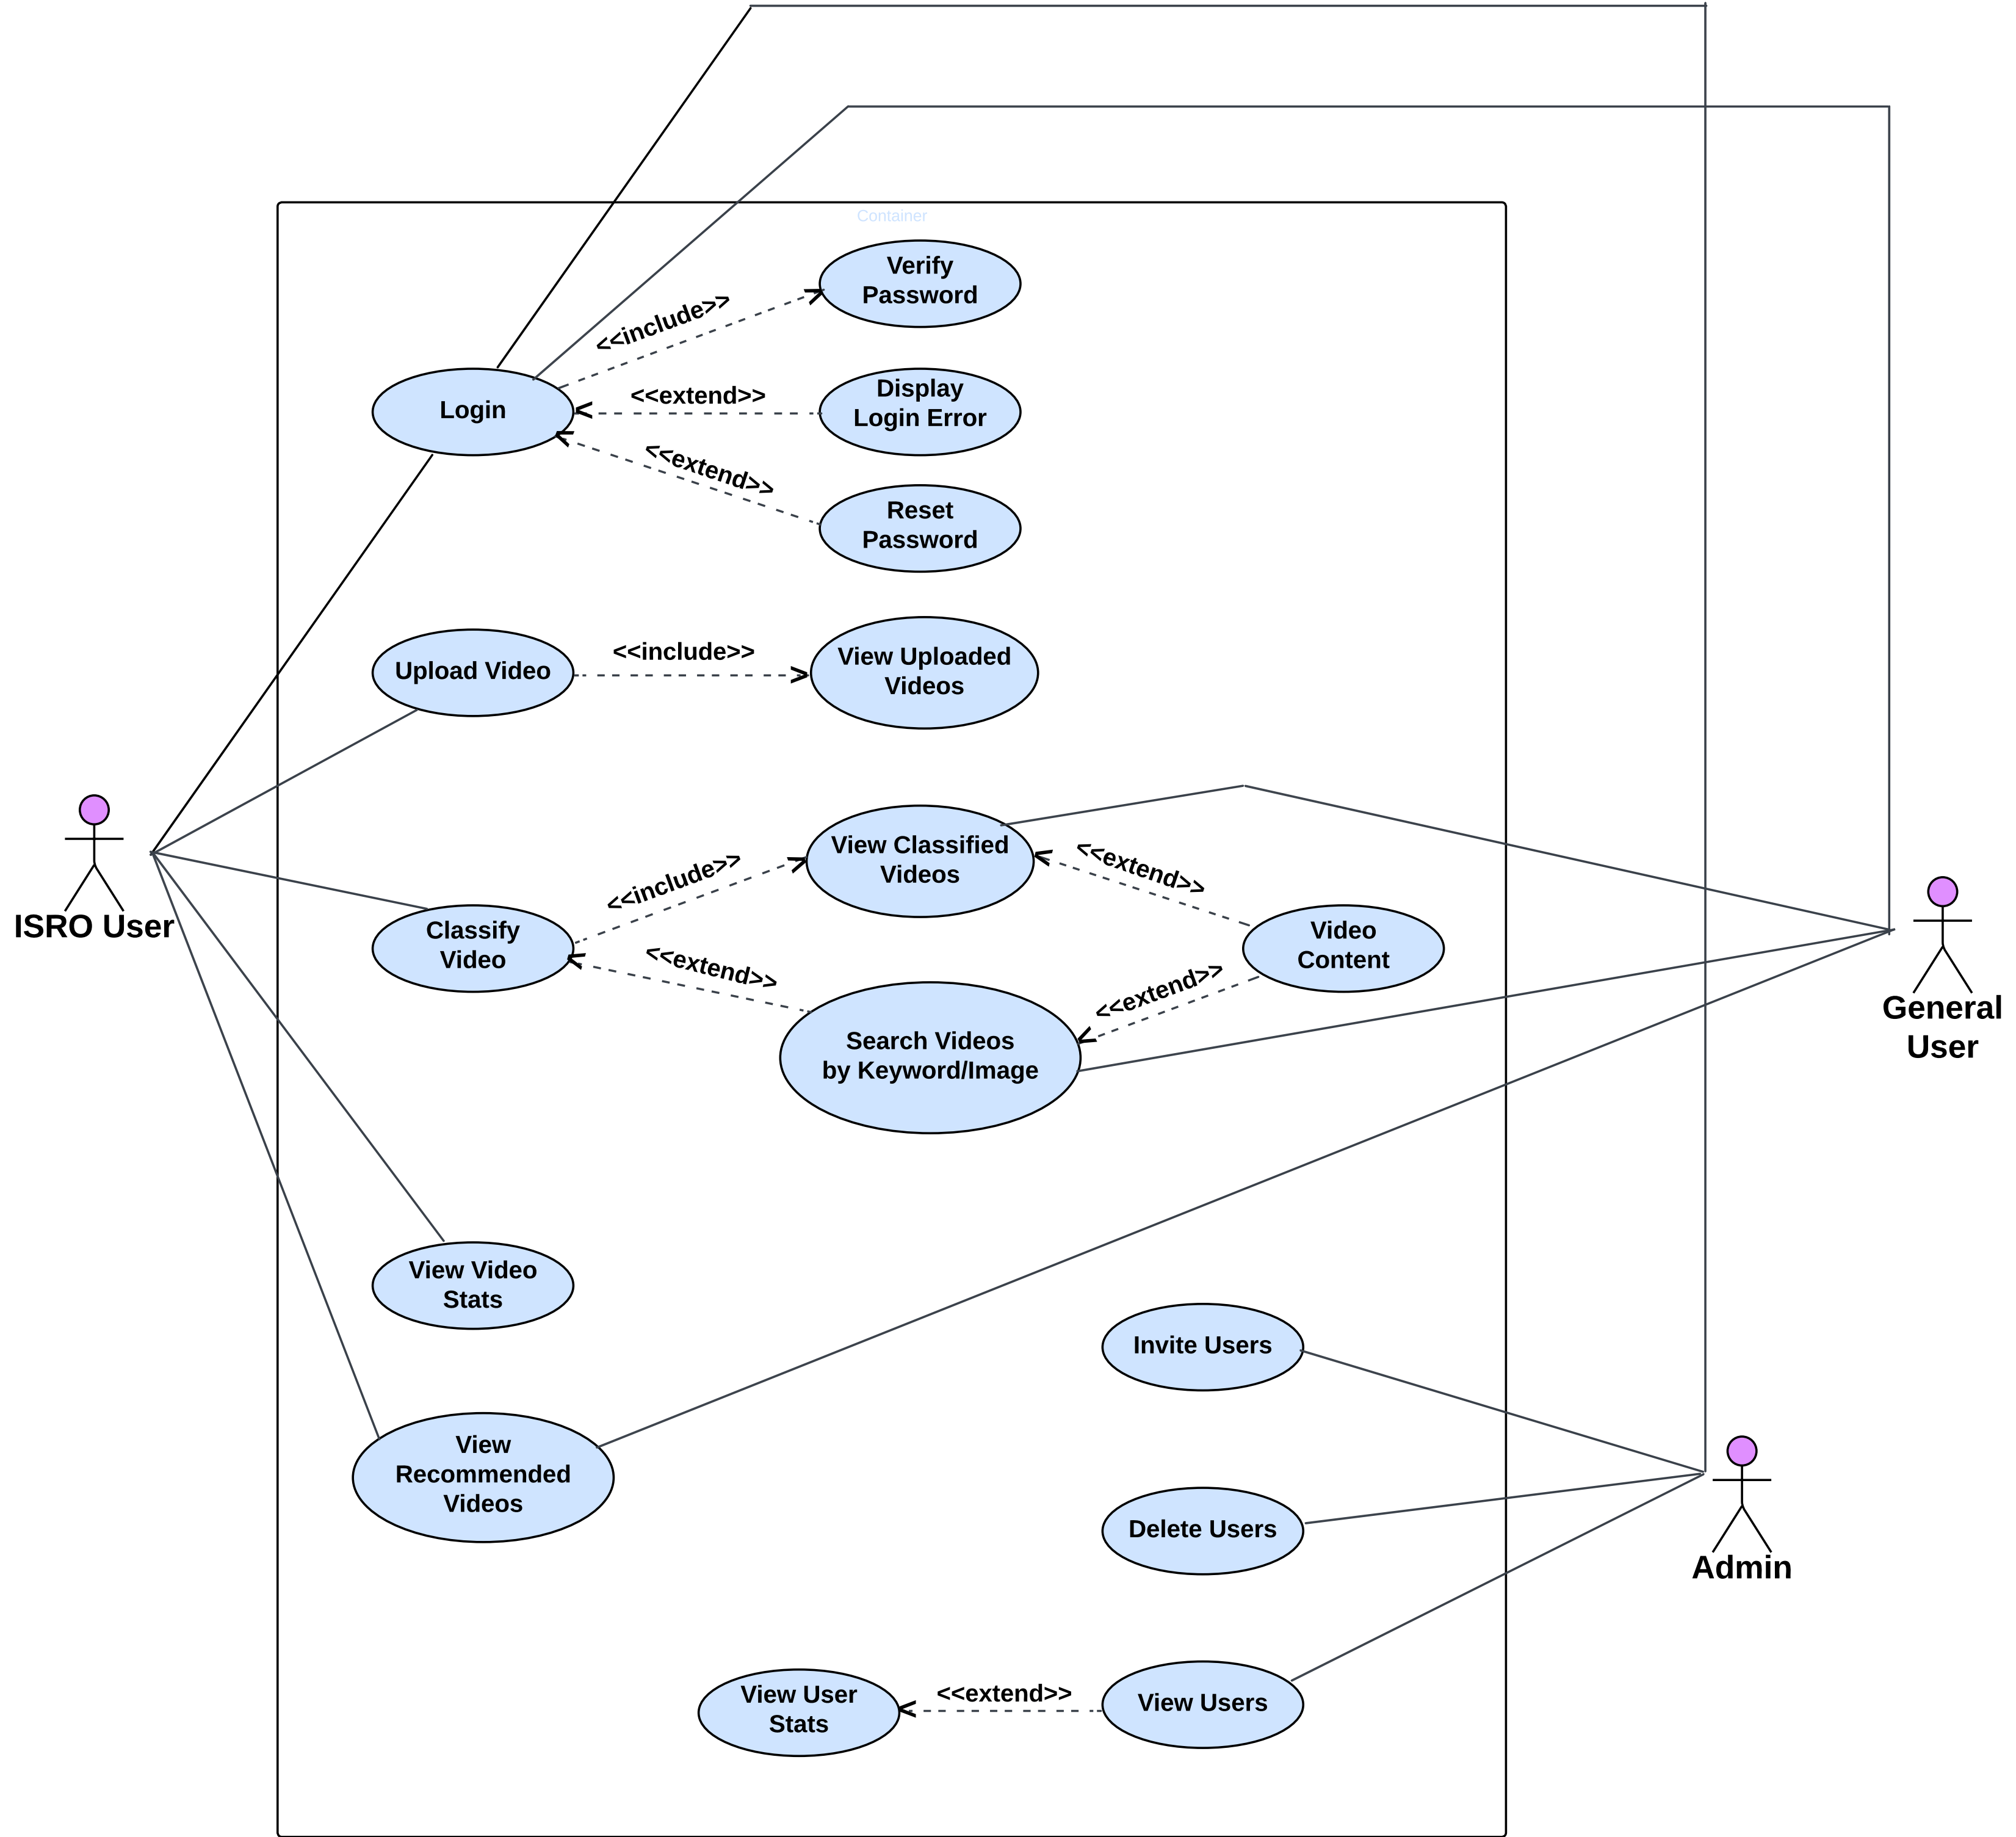 Container
Verify
Password
<<include>>
Login
<<extend>>
Display
Login Error
<<extend>>
Reset
Password
Upload Video
<<include>>
View Uploaded
Videos
ISRO User
View Classified
Videos
<<include>>
<<extend>>
Classify
Video
<<extend>>
Video
Content
<<extend>>
Search Videos
by Keyword/Image
General
User
View Video
Stats
Invite Users
View
Recommended
Videos
Delete Users
Admin
View User
Stats
<<extend>>
View Users